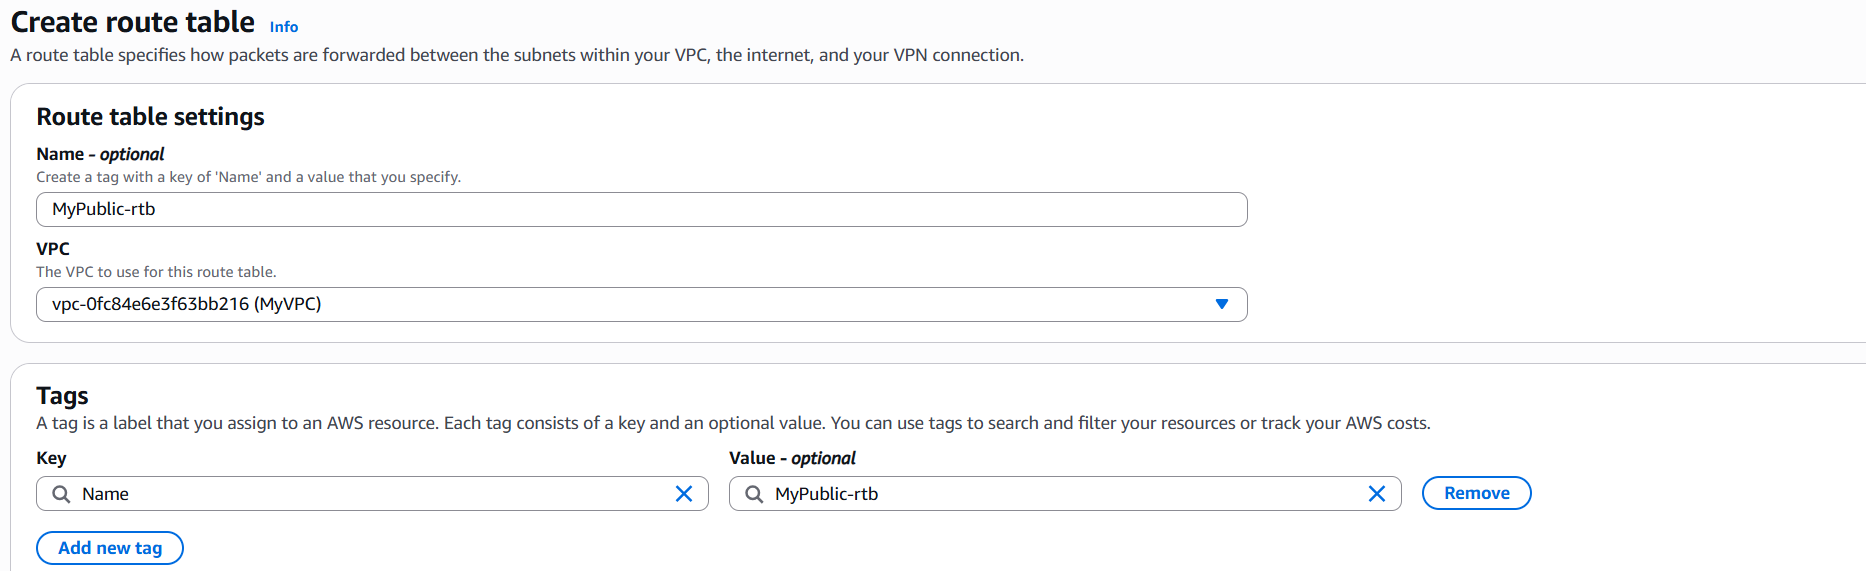 Create route table Info
A route table specifies how packets are forwarded between the subnets within your VPC, the internet, and your VPN connection.
Route table settings
Name - optional
Create a tag with a key of 'Name' and a value that you specify.
MyPublic-rtb
VPC
The VPC to use for this route table.
vpc-0fc84e6e3f63bb216 (MyVPC)
Tags
A tag is a label that you assign to an AWS resource. Each tag consists of a key and an optional value. You can use tags to search and filter your resources or track your AWS costs.
Key Value - optional
Name MyPublic-rtb Remove
Add new tag